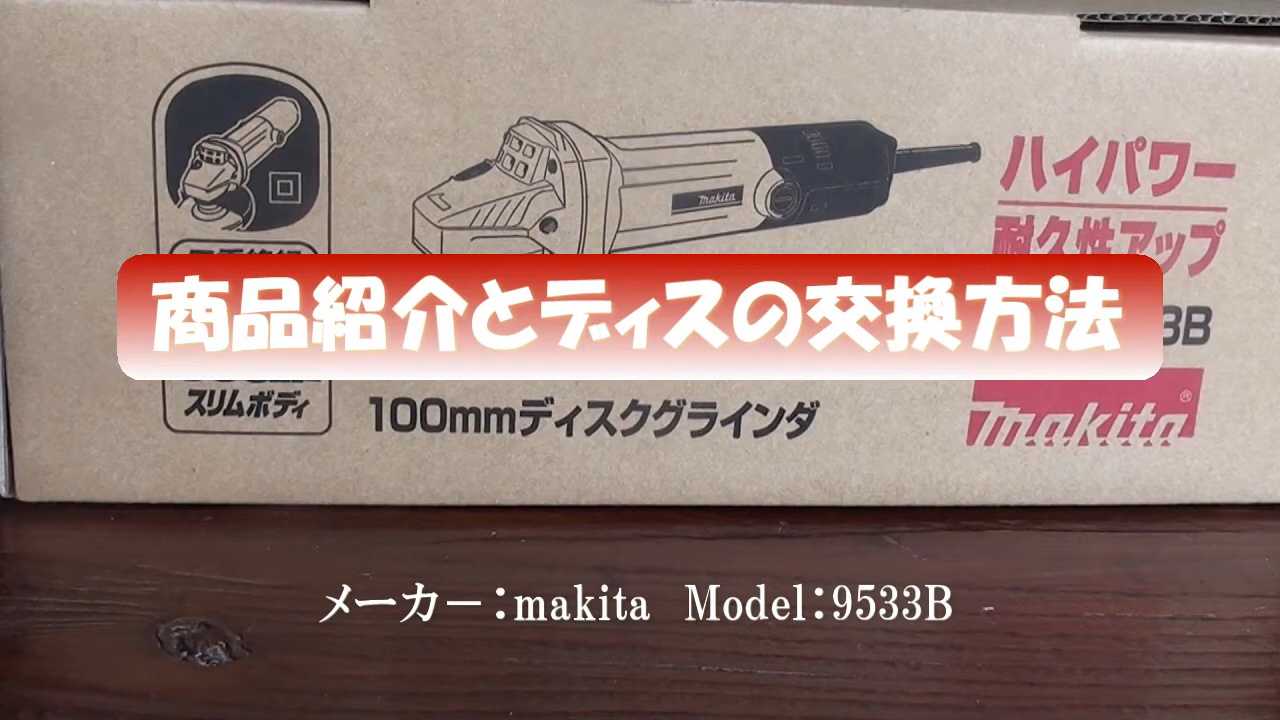 makita
ハイパワー
耐久性アップ
商品紹介とディスの交換方法
3B
スリムボディ
100mmディスクグラインダ
makita®
メーカー：makita Model：9533B